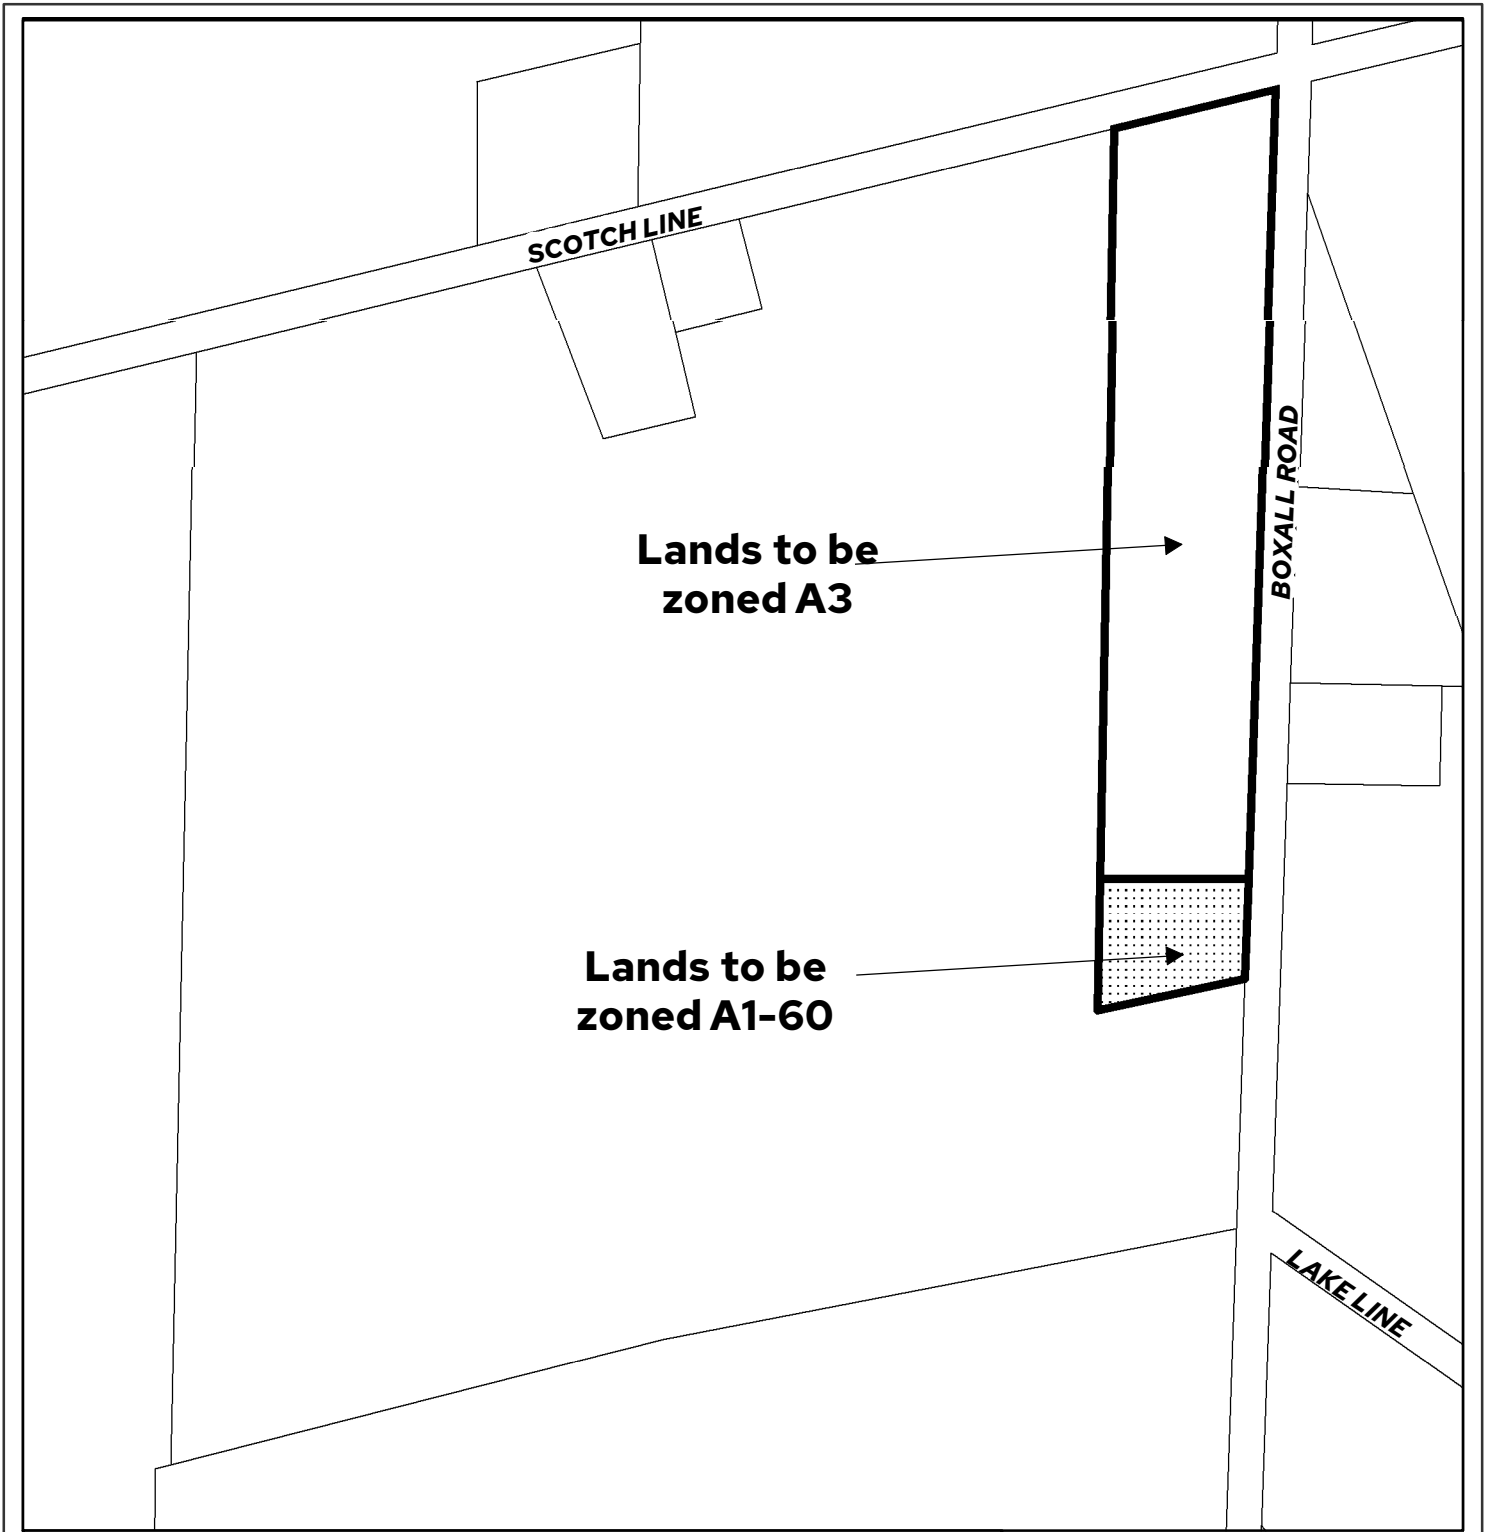 SCOTCH LINE
BOXALL ROAD
Lands to be
zoned A3
Lands to be
zoned A1-60
LAKE LINE